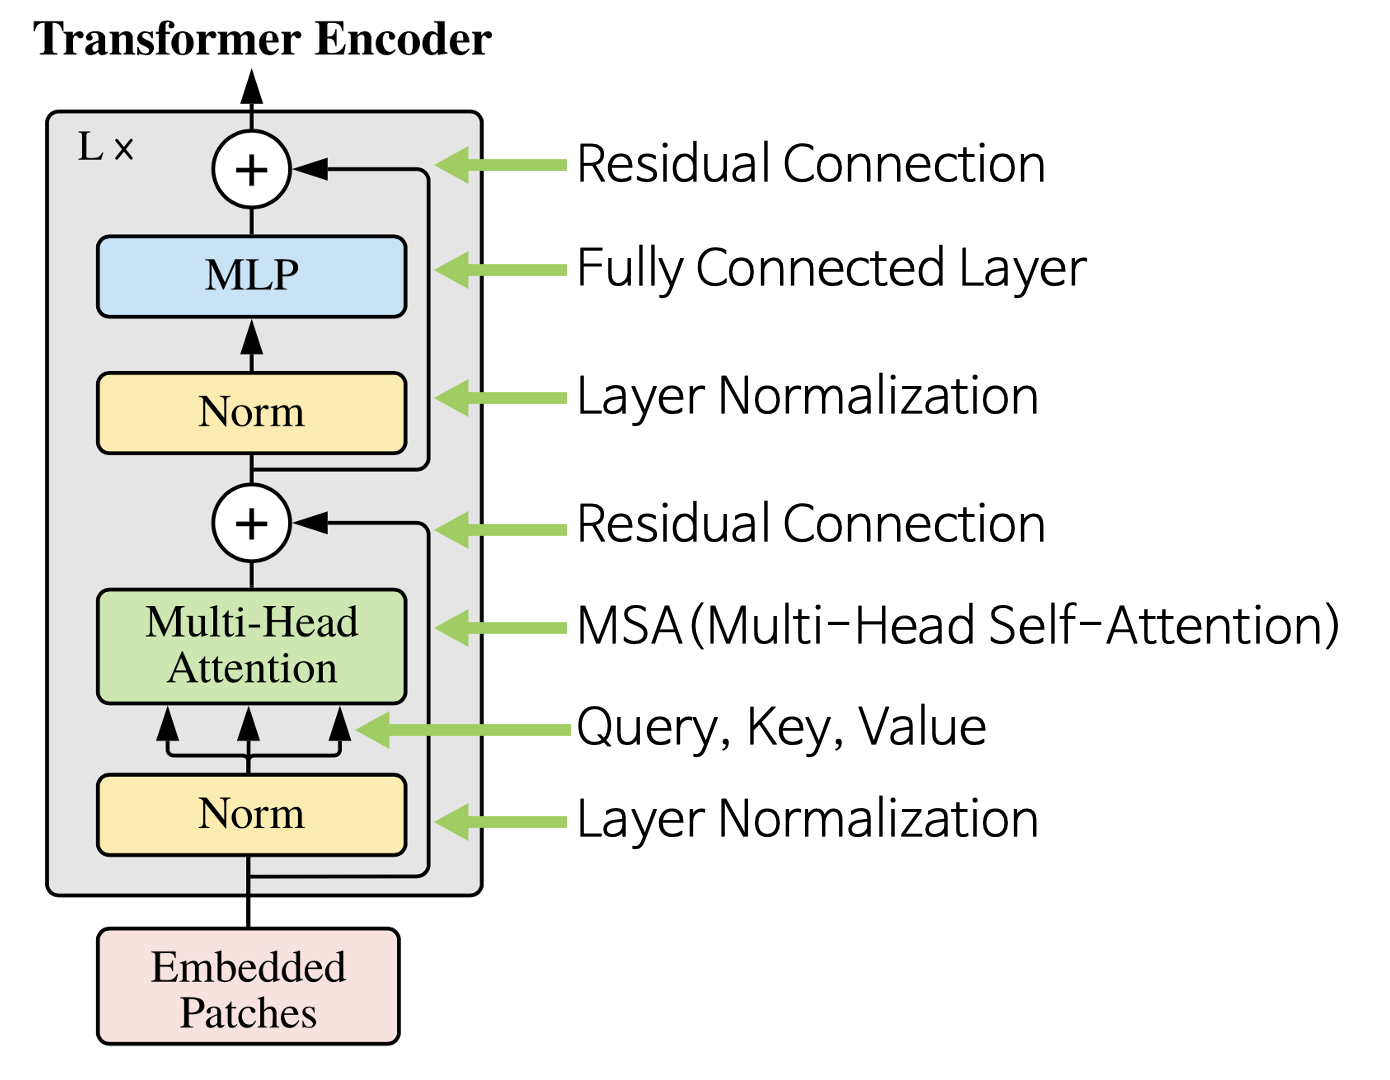 Transformer Encoder
L x
+
Residual Connection
MLP
Fully Connected Layer
Norm
Layer Normalization
+
Residual Connection
Multi-Head
Attention
MSA(Multi-Head Self-Attention)
Query, Key, Value
Norm
Layer Normalization
Embedded
Patches